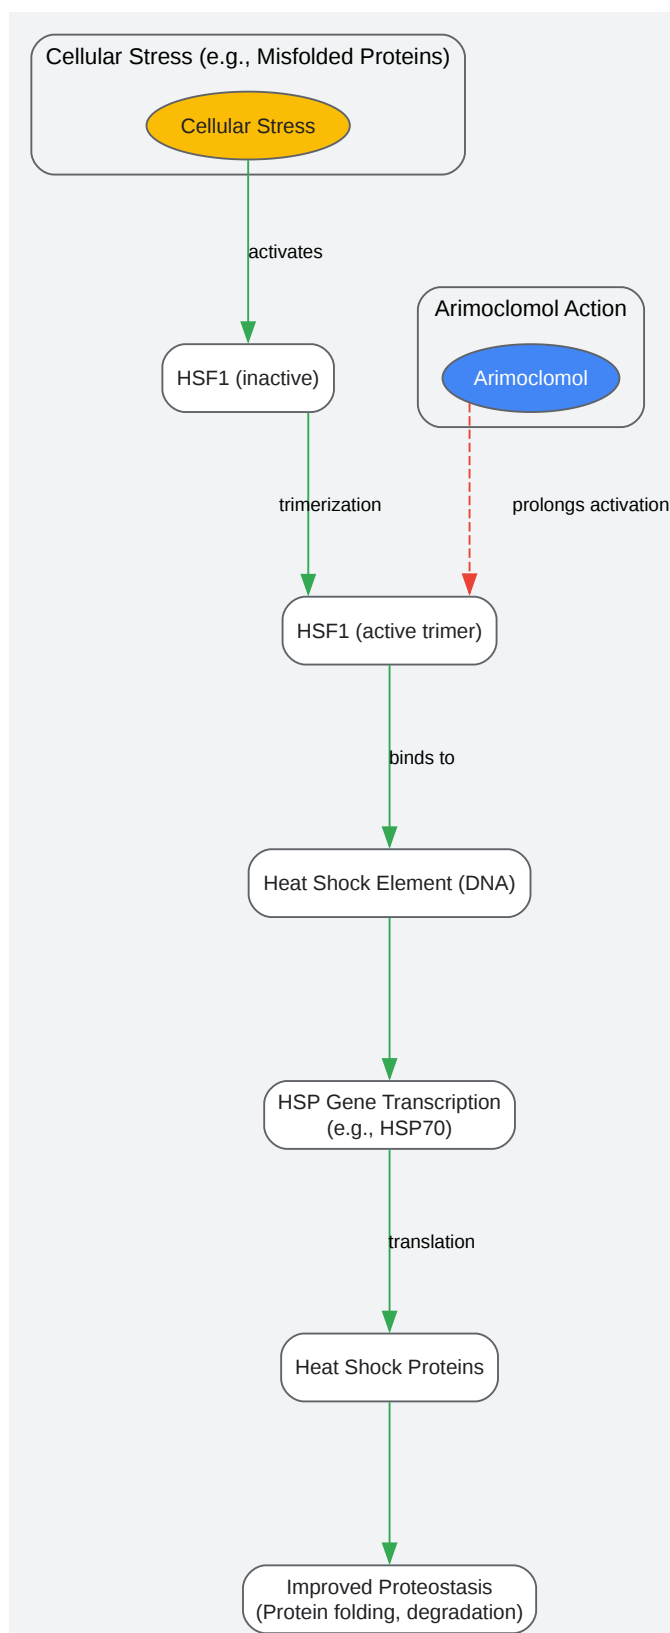 Cellular Stress (e.g., Misfolded Proteins)
Cellular Stress
activates
Arimoclomol Action
HSF1 (inactive)
Arimoclomol
trimerization
prolongs activation
HSF1 (active trimer)
binds to
Heat Shock Element (DNA)
HSP Gene Transcription
(e.g., HSP70)
translation
Heat Shock Proteins
Improved Proteostasis
(Protein folding, degradation)